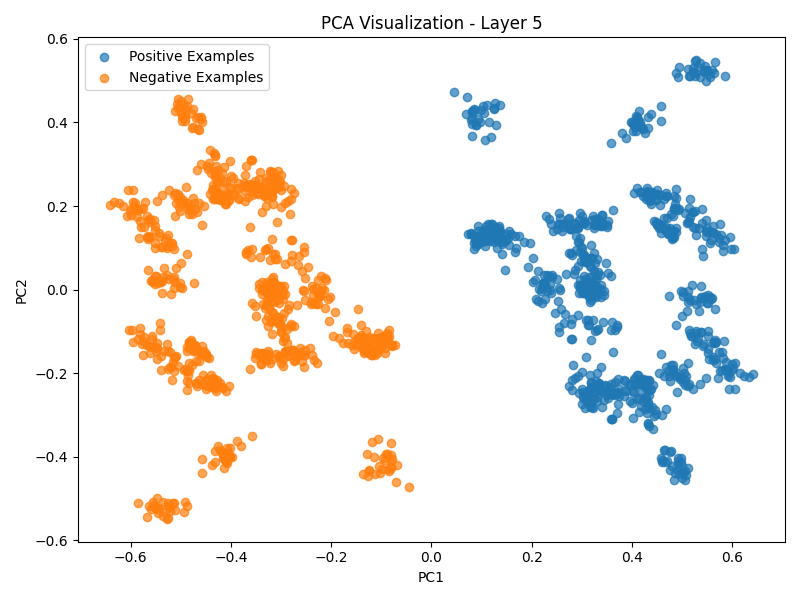 PCA Visualization - Layer 5
Positive Examples
Negative Examples
0.6
0.4
0.2
0.0
−0.2
−0.4
−0.6
PC2
−0.6 −0.4 −0.2 0.0 0.2 0.4 0.6
PC1